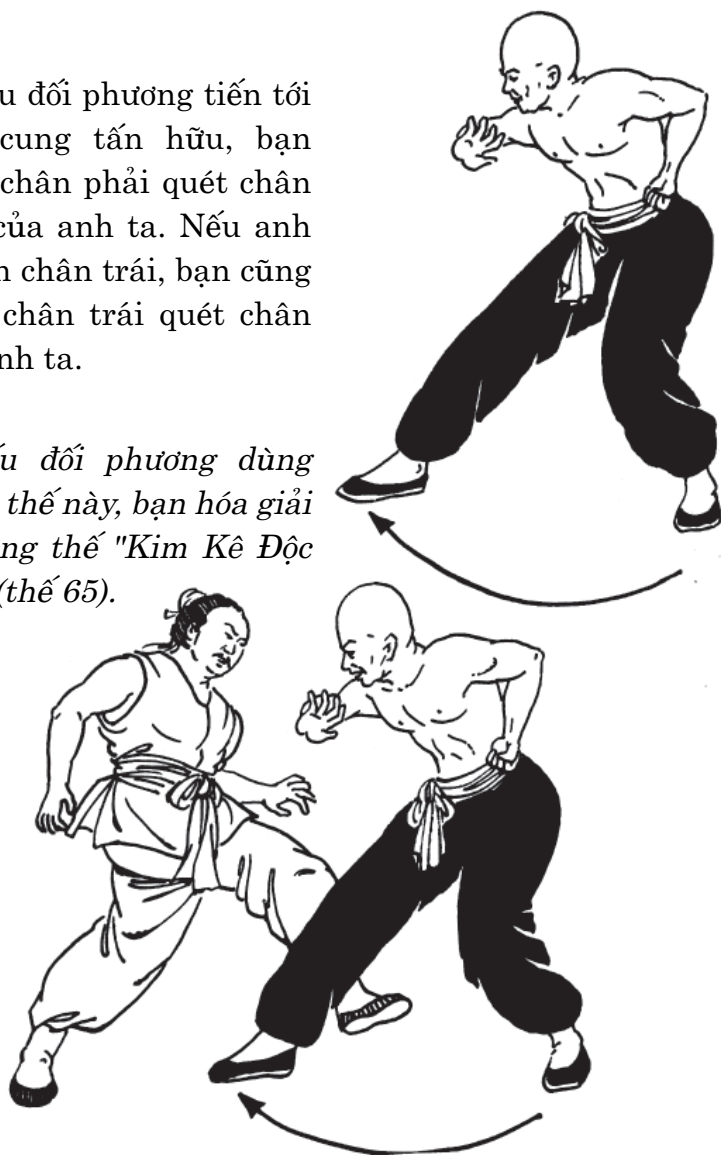 u đối phương tiến tới
cung tấn hữu, bạn
chân phải quét chân
của anh ta. Nếu anh
n chân trái, bạn cũng
chân trái quét chân
nh ta.
ếu đối phương dùng
thế này, bạn hóa giải
ng thế "Kim Kê Độc
(thế 65).